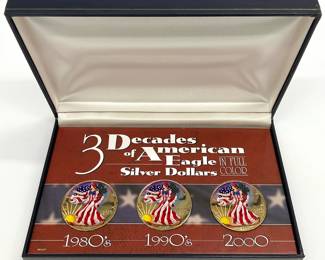 3 Decades
of American
Eagle IN FULL
Silver Dollars COLOR
1980's 1990's 2000